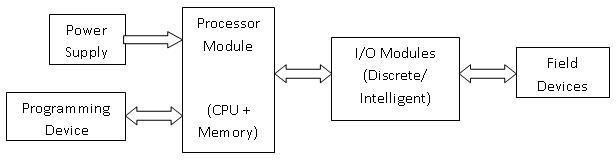 Power
Supply
Processor
Module
(CPU +
Memory)
Programming
Device
I/O Modules
(Discrete/
Intelligent)
Field
Devices